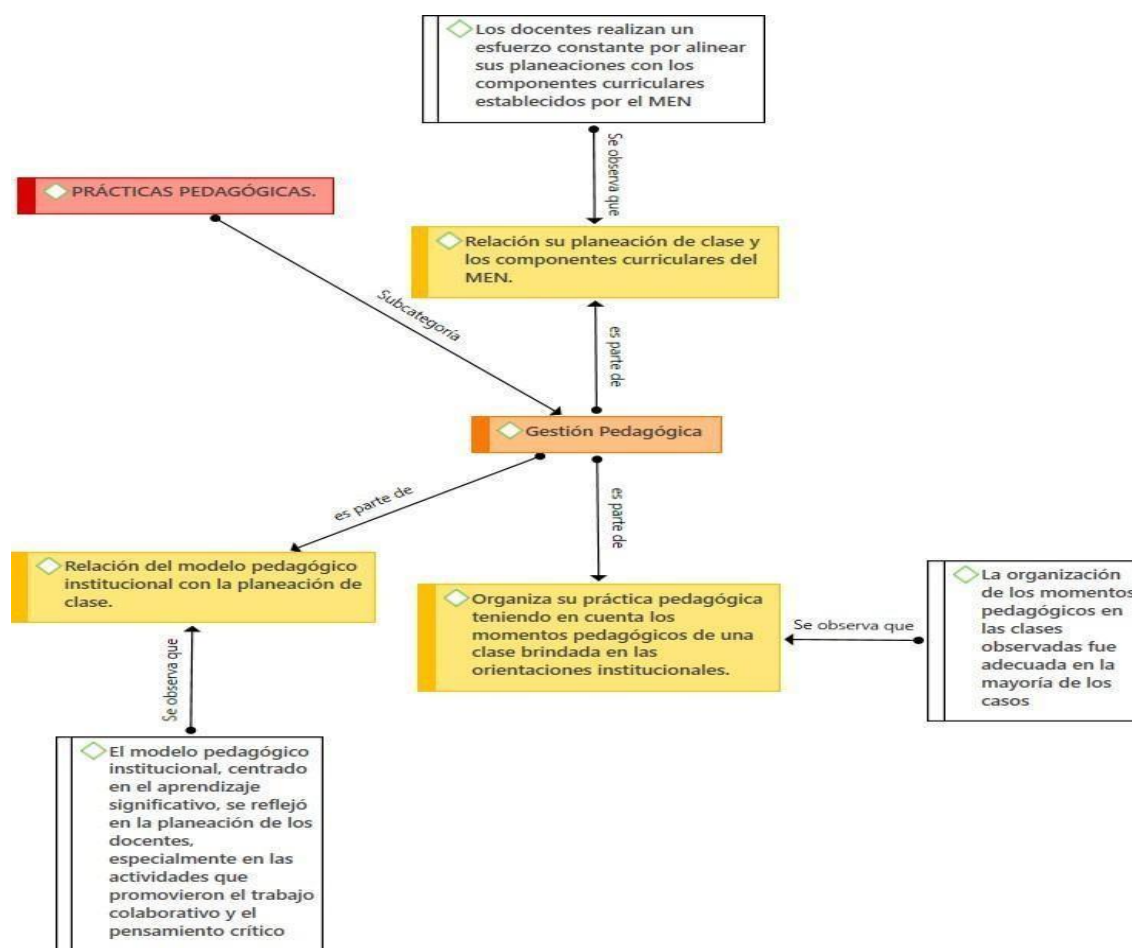 Los docentes realizan un
esfuerzo constante por alinear
sus planeaciones con los
componentes curriculares
establecidos por el MEN
Se observa que
PRÁCTICAS PEDAGÓGICAS.
Relación su planeación de clase y
los componentes curriculares del
MEN.
Subcategoría
es parte de
Gestión Pedagógica
es parte de
es parte de
Relación del modelo pedagógico
institucional con la planeación de
clase.
Organiza su práctica pedagógica
teniendo en cuenta los
momentos pedagógicos de una
clase brindada en las
orientaciones institucionales.
Se observa que
La organización
de los momentos
pedagógicos en
las clases
observadas fue
adecuada en la
mayoría de los
casos
Se observa que
El modelo pedagógico
institucional, centrado
en el aprendizaje
significativo, se reflejó
en la planeación de los
docentes,
especialmente en las
actividades que
promovieron el trabajo
colaborativo y el
pensamiento crítico